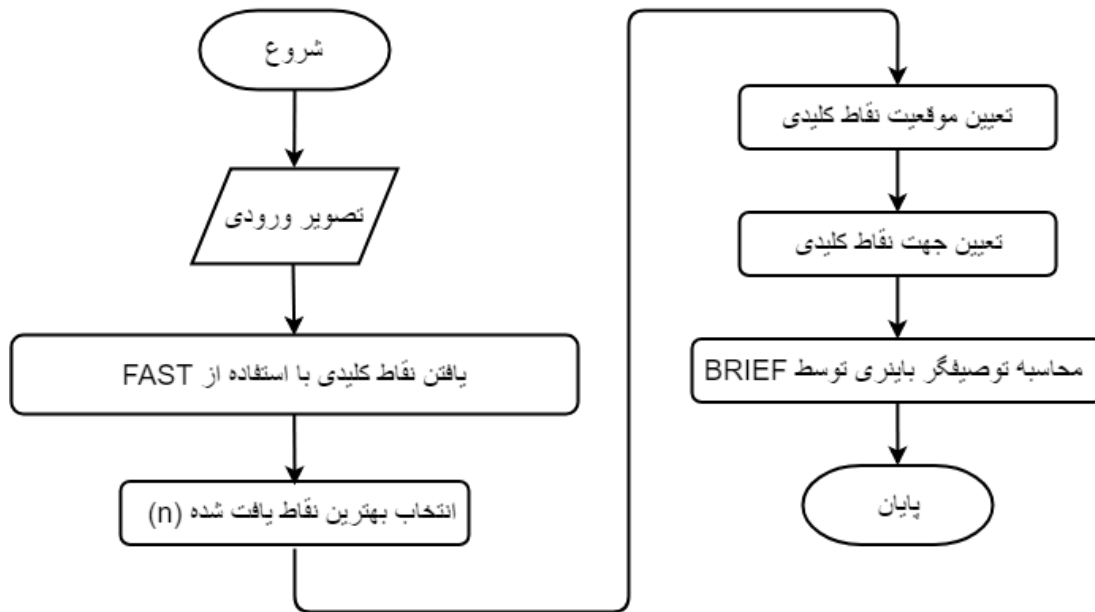 شروع
تصویر ورودی
یافتن نقاط کلیدی با استفاده از FAST
انتخاب بهترین نقاط یافت شده (n)
تعیین موقعیت نقاط کلیدی
تعیین جهت نقاط کلیدی
محاسبه توصیفگر باینری توسط BRIEF
پایان